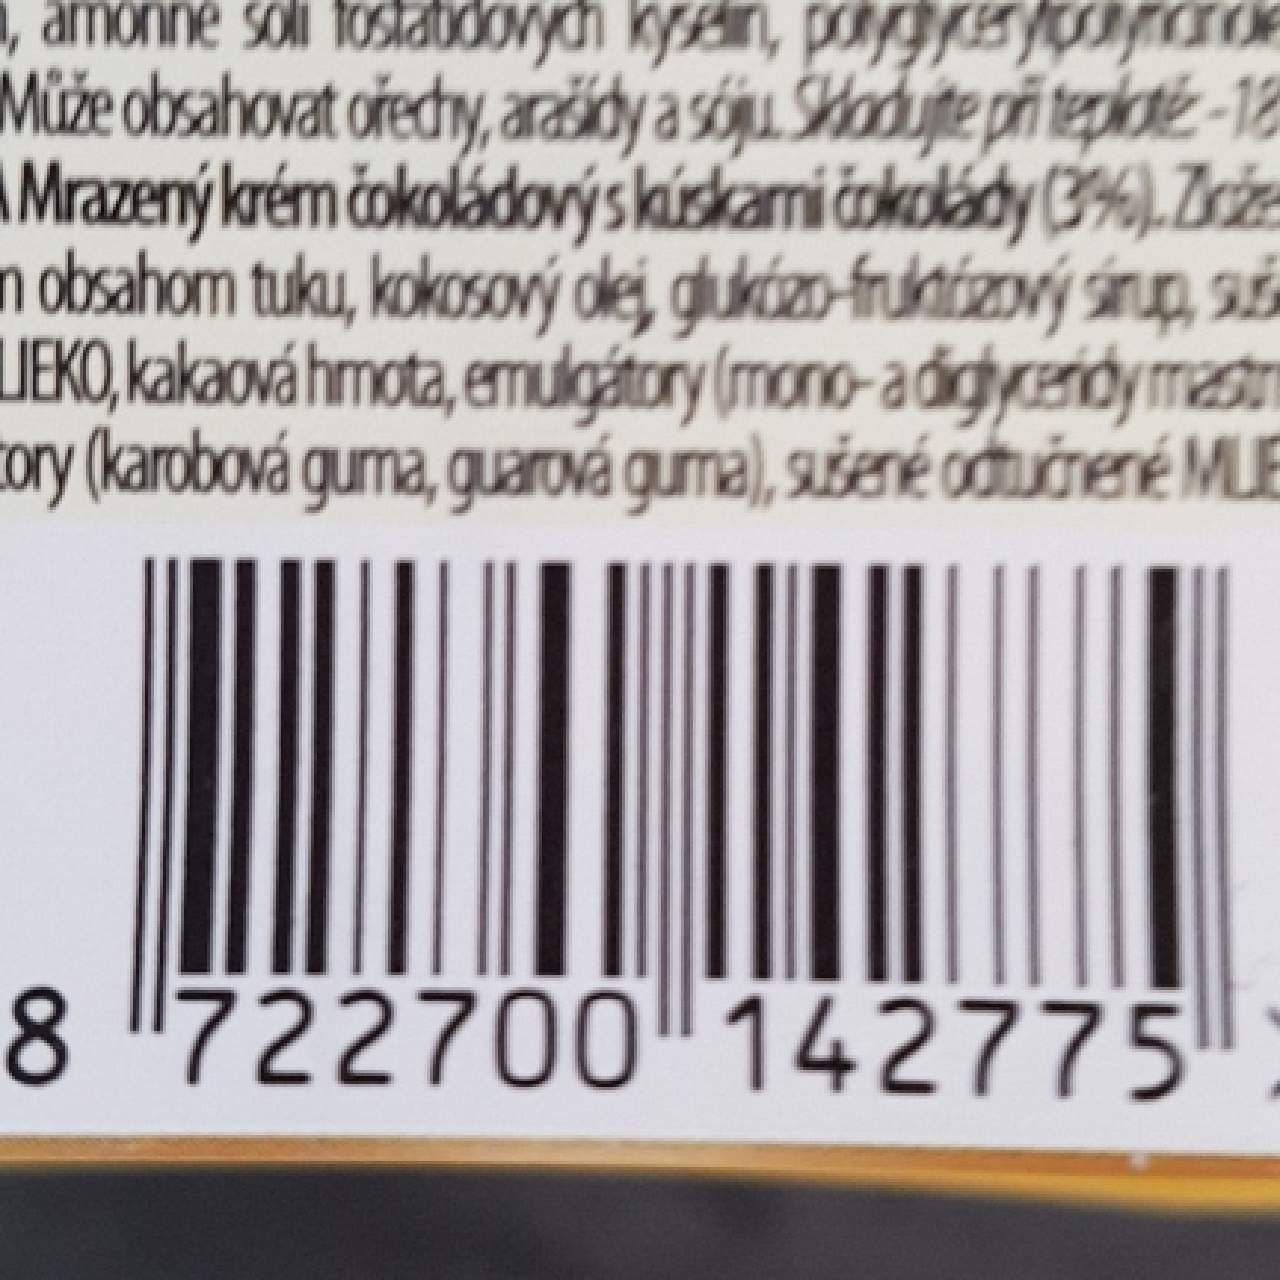 , amonné soli fosfatidových kyselin,
Může obsahovat ořechy, arašídy a sóju. Skladujte při teplotě: -18
A Mrazený krém čokoládový s kúskami čokolády (3%). Zlože
m obsahom tuku, kokosový olej, glukózo-fruktózový sirup, suš
LIEKO, kakaová hmota, emulgátory (mono- a diglyceridy mastn
tory (karobová guma, guarová guma), sušené odtučnené MLIE
8 722700 142775 >